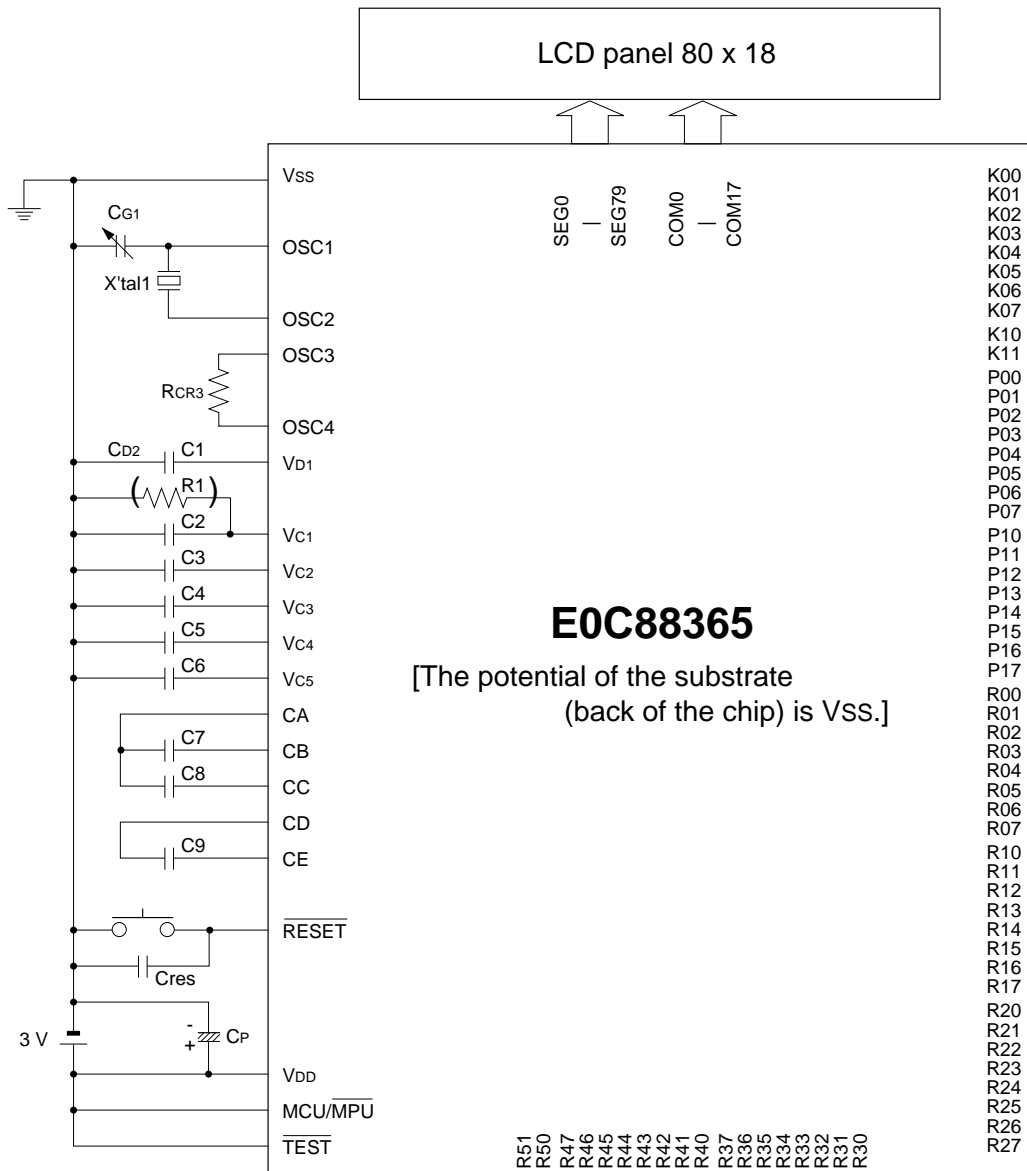 LCD panel 80 x 18
VSS
CG1
OSC1
X'tal1
OSC2
OSC3
RCR3
OSC4
CD2
C1
VD1
( R1 )
C2
VC1
C3
VC2
C4
VC3
C5
VC4
C6
VC5
CA
C7
CB
C8
CC
CD
C9
CE
RESET
Cres
3 V
-
+
CP
VDD
MCU/MPU
TEST
SEG0
|
SEG79
COM0
|
COM17
E0C88365
[The potential of the substrate
(back of the chip) is VSS.]
K00
K01
K02
K03
K04
K05
K06
K07
K10
K11
P00
P01
P02
P03
P04
P05
P06
P07
P10
P11
P12
P13
P14
P15
P16
P17
R00
R01
R02
R03
R04
R05
R06
R07
R10
R11
R12
R13
R14
R15
R16
R17
R20
R21
R22
R23
R24
R25
R26
R27
R51
R50
R47
R46
R45
R44
R43
R42
R41
R40
R37
R36
R35
R34
R33
R32
R31
R30